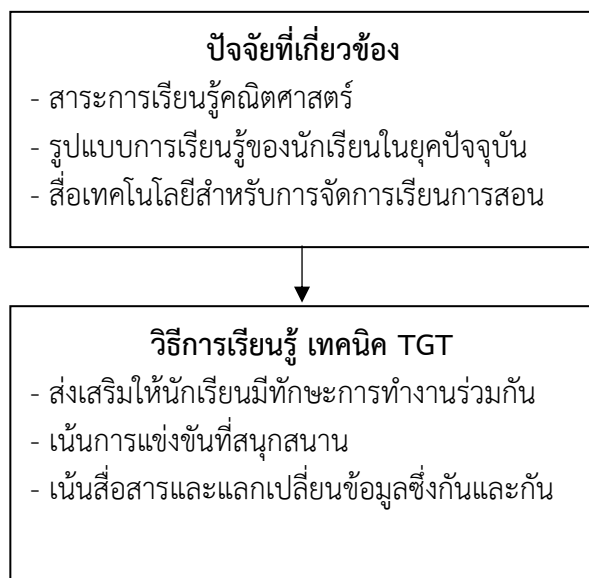 ปัจจัยที่เกี่ยวข้อง
- สาระการเรียนรู้คณิตศาสตร์
- รูปแบบการเรียนรู้ของนักเรียนในยุคปัจจุบัน
- สื่อเทคโนโลยีสำหรับการจัดการเรียนการสอน
วิธีการเรียนรู้ เทคนิค TGT
- ส่งเสริมให้นักเรียนมีทักษะการทำงานร่วมกัน
- เน้นการแข่งขันที่สนุกสนาน
- เน้นสื่อสารและแลกเปลี่ยนข้อมูลซึ่งกันและกัน